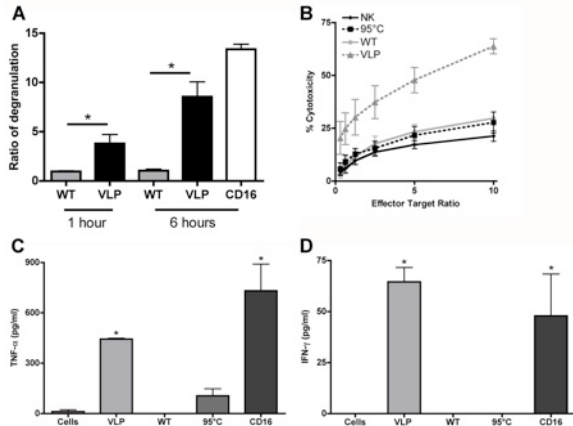 A
Ratio of degranulation
15
10
5
0
*
*
WT VLP WT VLP CD16
1 hour 6 hours
B
NK
95°C
WT
VLP
% Cytotoxicity
75
50
25
0
0 5 10
Effector Target Ratio
C
TNF-α (pg/ml)
900
600
300
0
*
*
Cells VLP WT 95°C CD16
D
IFN-γ (pg/ml)
75
50
25
0
*
*
Cells VLP WT 95°C CD16